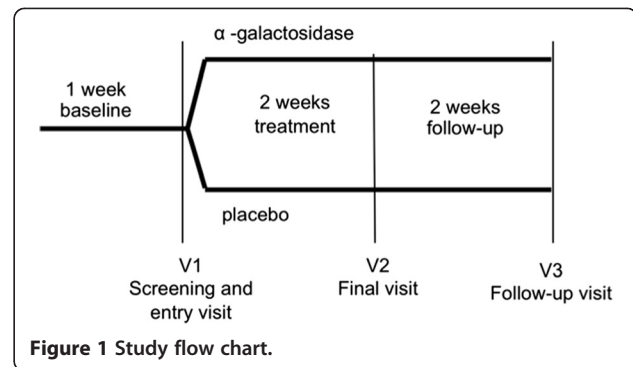 α -galactosidase
1 week
baseline
2 weeks
treatment
2 weeks
follow-up
placebo
V1
Screening and
entry visit
V2
Final visit
V3
Follow-up visit
Figure 1 Study flow chart.